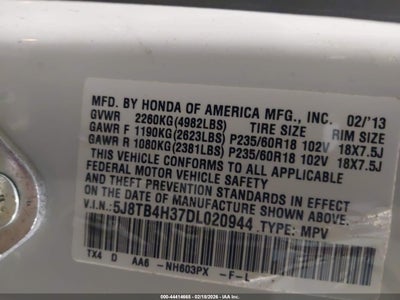 MFD. BY HONDA OF AMERICA MFG., INC. 02/'13
GVWR 2260KG(4982LBS) TIRE SIZE RIM SIZE
GAWR F 1190KG(2623LBS) P235/60R18 102V 18X7.5J
GAWR R 1080KG(2381LBS) P235/60R18 102V 18X7.5J
THIS VEHICLE CONFORMS TO ALL APPLICABLE
FEDERAL MOTOR VEHICLE SAFETY AND
THEFT PREVENTION STANDARDS IN EFFECT ON
THE DATE OF MANUFACTURE SHOWN ABOVE.
V.I.N.: 5J8TB4H37DL020944 TYPE: MPV
TX4 D AA6 -NH603PX -F-L
000-44414665 | 02/18/2026 | © IAA, LLC